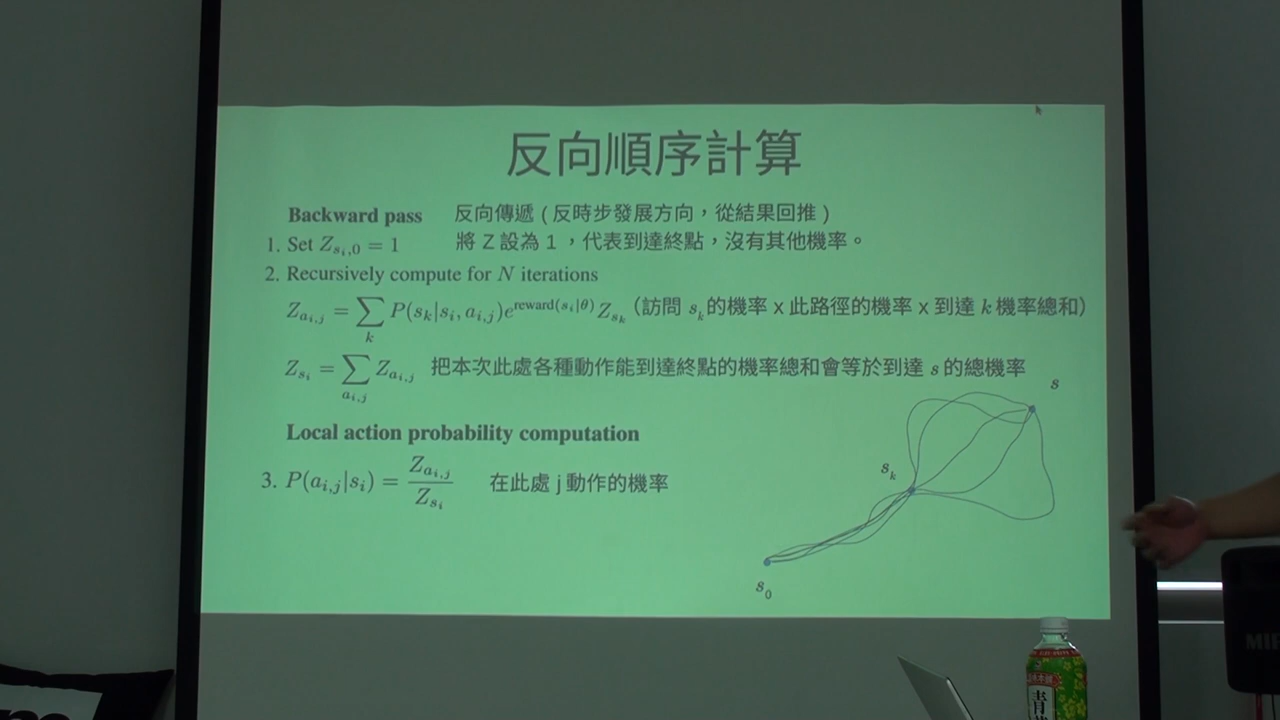 反向順序計算
Backward pass 反向傳遞 ( 反時步發展方向，從結果回推 )
1. Set Z_{s_i,0} = 1 將 Z 設為 1 ，代表到達終點，沒有其他機率。
2. Recursively compute for N iterations
Z_{a_{i,j}} = ∑_k P(s_k|s_i, a_{i,j})e^{reward(s_i|θ)} Z_{s_k} (訪問 s_k 的機率 x 此路徑的機率 x 到達 k 機率總和)
Z_{s_i} = ∑_{a_{i,j}} Z_{a_{i,j}} 把本次此處各種動作能到達終點的機率總和會等於到達 s 的總機率
s
Local action probability computation
s_k
3. P(a_{i,j}|s_i) = Z_{a_{i,j}} / Z_{s_i} 在此處 j 動作的機率
s_0